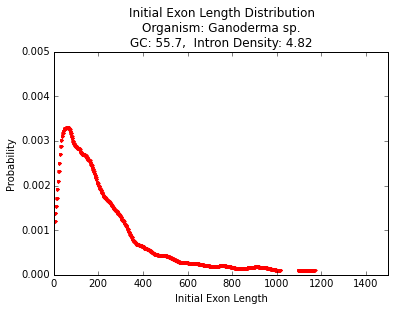 Initial Exon Length Distribution
Organism: Ganoderma sp.
GC: 55.7,  Intron Density: 4.82
0.005
0.004
0.003
0.002
0.001
0.000
Probability
0 200 400 600 800 1000 1200 1400
Initial Exon Length